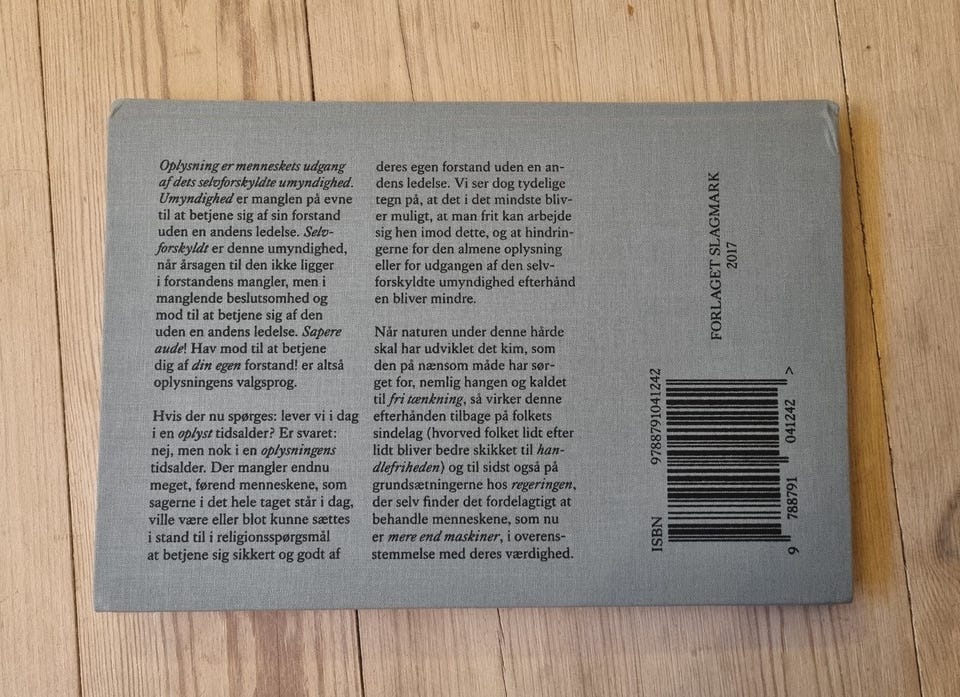 Oplysning er menneskets udgang
af dets selvforskyldte umyndighed.
Umyndighed er manglen på evne
til at betjene sig af sin forstand
uden en andens ledelse. Selv-
forskyldt er denne umyndighed,
når årsagen til den ikke ligger
i forstandens mangler, men i
manglende beslutsomhed og
mod til at betjene sig af den
uden en andens ledelse. Sapere
aude! Hav mod til at betjene
dig af din egen forstand! er altså
oplysningens valgsprog.
Hvis der nu spørges: lever vi i dag
i en oplyst tidsalder? Er svaret:
nej, men nok i en oplysningens
tidsalder. Der mangler endnu
meget, førend menneskene, som
sagerne i det hele taget står i dag,
ville være eller blot kunne sættes
i stand til i religionsspørgsmål
at betjene sig sikkert og godt af
deres egen forstand uden en an-
dens ledelse. Vi ser dog tydelige
tegn på, at det i det mindste bliv-
er muligt, at man frit kan arbejde
sig hen imod dette, og at hindrin-
gerne for den almene oplysning
eller for udgangen af den selv-
forskyldte umyndighed efterhånd
en bliver mindre.
Når naturen under denne hårde
skal har udviklet det kim, som
den på nænsom måde har sør-
get for, nemlig hangen og kaldet
til fri tænkning, så virker denne
efterhånden tilbage på folkets
sindelag (hvorved folket lidt efter
lidt bliver bedre skikket til han-
dlefriheden) og til sidst også på
grundsætningerne hos regeringen,
der selv finder det fordelagtigt at
behandle menneskene, som nu
er mere end maskiner, i overens-
stemmelse med deres værdighed.
FORLAGET SLAGMARK
2017
ISBN 9788791041242
9 788791 041242 >